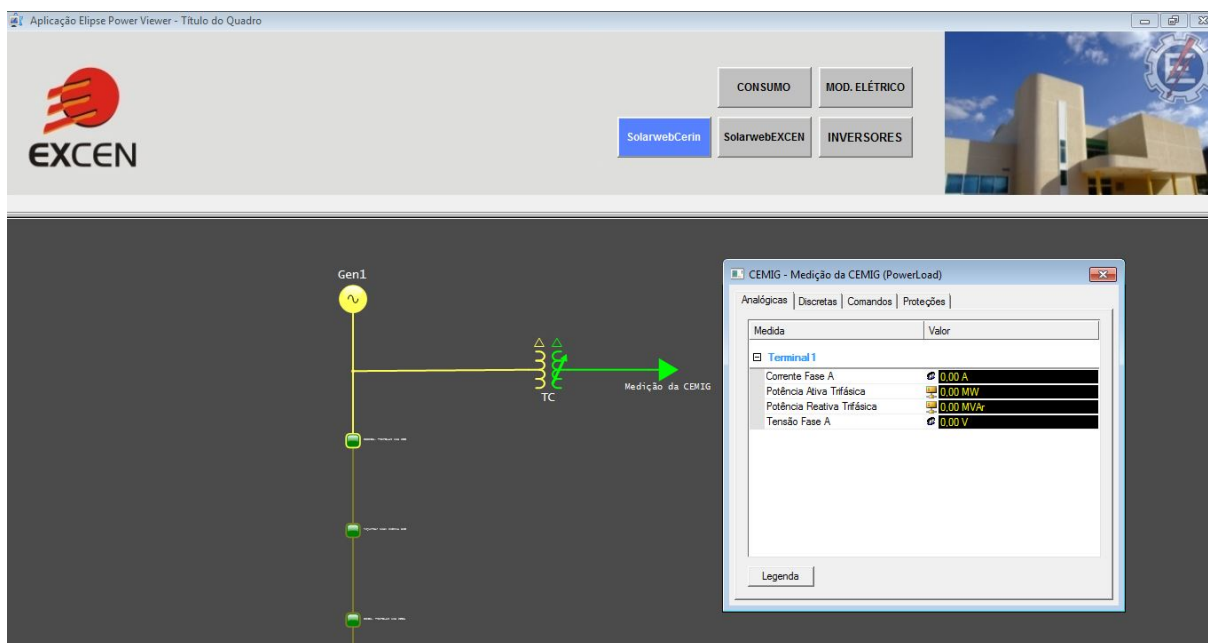 Aplicação Elipse Power Viewer - Título do Quadro
EXCEN
CONSUMO
MOD. ELÉTRICO
SolarwebCerin
SolarwebEXCEN
INVERSORES
E
Gen1
TC
Medição da CEMIG
CEMIG - Medição da CEMIG (PowerLoad)
Analógicas Discretas Comandos Proteções
Medida Valor
Terminal1
Corrente Fase A 0,00 A
Potência Ativa Trifásica 0,00 MW
Potência Reativa Trifásica 0,00 MVAr
Tensão Fase A 0,00 V
Legenda